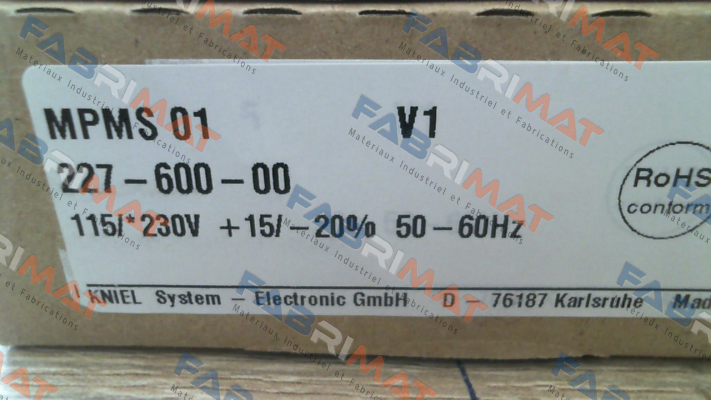 MPMS 01 V1
227-600-00
115/*230V +15/-20% 50-60Hz
RoHS
conform
KNIEL System - Electronic GmbH D - 76187 Karlsruhe Mad
FABRIMAT
Materiaux Industriel et Fabrications